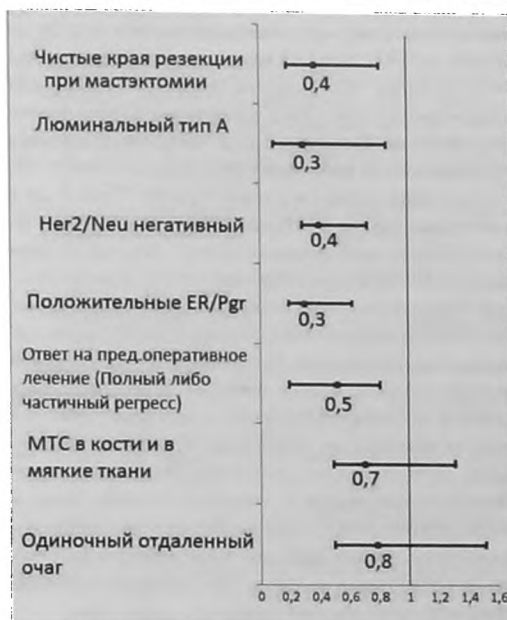 Чистые края резекции
при мастэктомии
0,4
Люминальный тип А
0,3
Her2/Neu негативный
0,4
Положительные ER/Pgr
0,3
Ответ на пред.оперативное
лечение (Полный либо
частичный регресс)
0,5
МТС в кости и в
мягкие ткани
0,7
Одиночный отдаленный
очаг
0,8
0 0,2 0,4 0,6 0,8 1 1,2 1,4 1,6